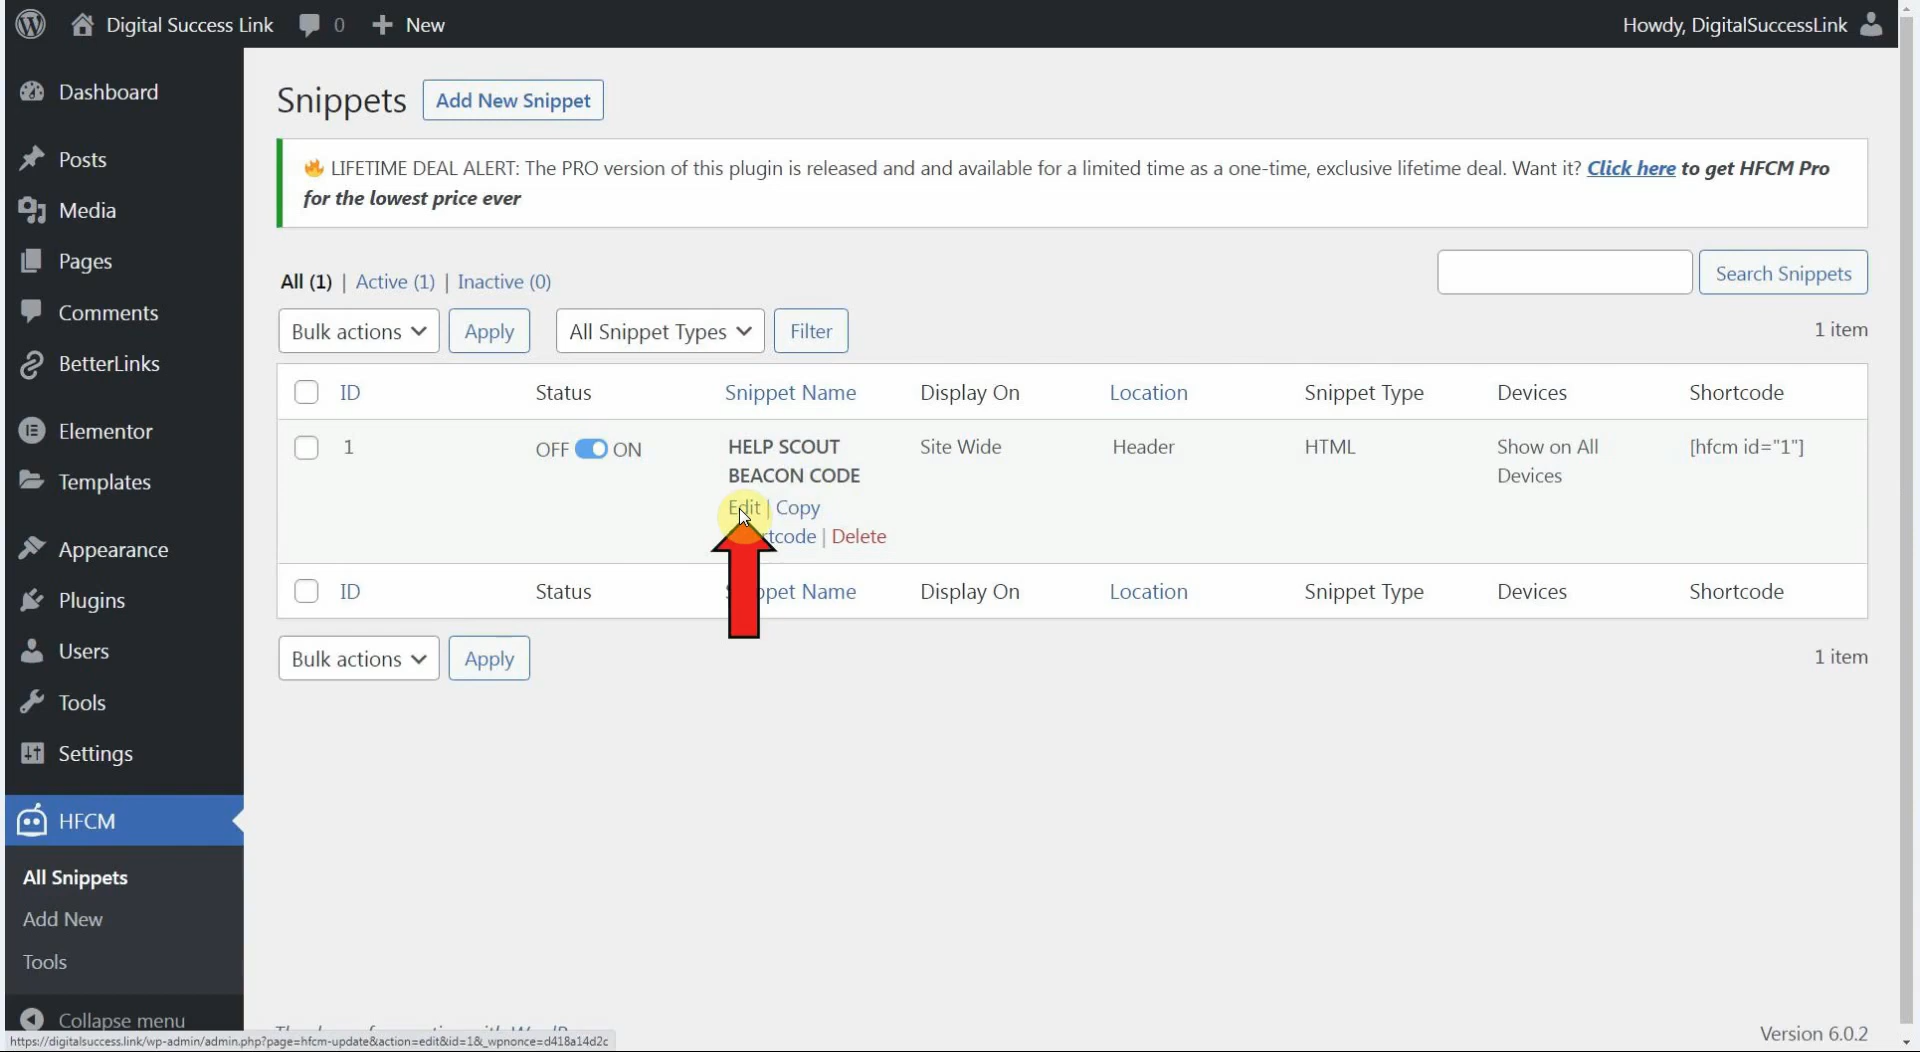 Digital Success Link
0
New
Howdy, DigitalSuccessLink
Dashboard
Posts
Media
Pages
Comments
BetterLinks
Elementor
Templates
Appearance
Plugins
Users
Tools
Settings
HFCM
All Snippets
Add New
Tools
Collapse menu
Snippets
Add New Snippet
LIFETIME DEAL ALERT: The PRO version of this plugin is released and and available for a limited time as a one-time, exclusive lifetime deal. Want it? Click here to get HFCM Pro
for the lowest price ever
All (1) | Active (1) | Inactive (0)
Search Snippets
Bulk actions
Apply
All Snippet Types
Filter
1 item
ID Status Snippet Name Display On Location Snippet Type Devices Shortcode
1 OFF ON HELP SCOUT Site Wide Header HTML Show on All [hfcm id="1"]
BEACON CODE Devices
Edit | Copy
tcode | Delete
ID Status ppet Name Display On Location Snippet Type Devices Shortcode
Bulk actions
Apply
1 item
Version 6.0.2
https://digitalsuccess.link/wp-admin/admin.php?page=hfcm-update&action=edit&id=1&_wpnonce=d418a14d2c